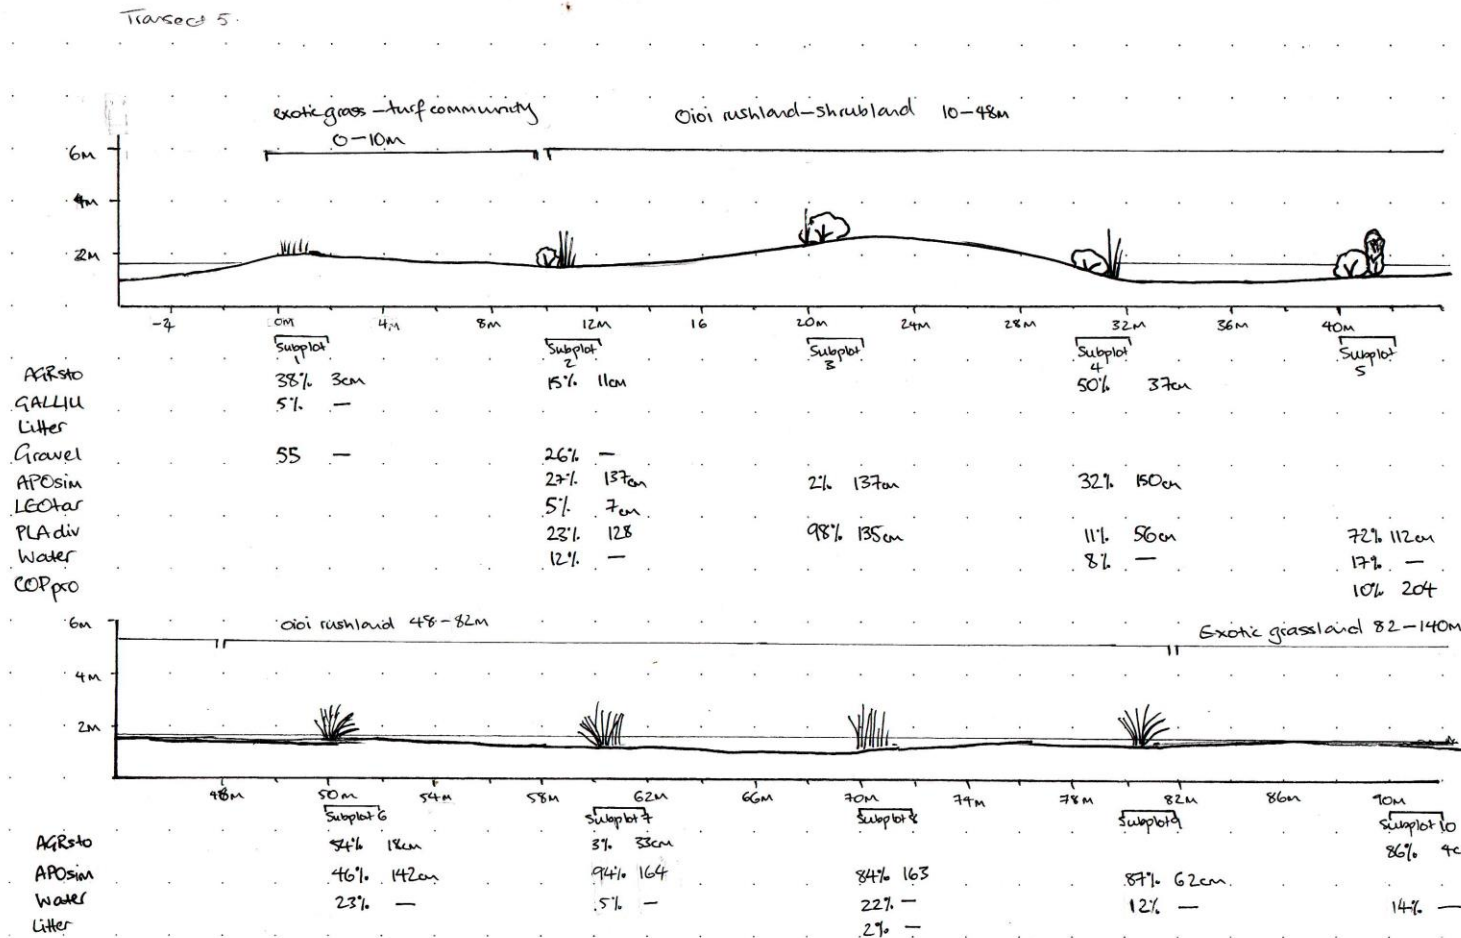 Transect 5.
exotic grass-turf community
0-10m
Oioi rushland-shrubland 10-48m
6m
4m
2m
-2 0m 4m 8m 12m 16 20m 24m 28m 32m 36m 40m
Subplot 1 Subplot 2 Subplot 3 Subplot 4 Subplot 5
AGRsto 38% 3cm 15% 11cm 50% 37cm
GALLIU 5% —
Litter
Gravel 55 — 26% —
APOsim 27% 137cm 2% 137cm 32% 150cm
LEOtar 5% 7cm
PLAdiv 23% 128 98% 135cm 11% 56cm 72% 112cm
Water 12% — 8% — 17% —
COPpro 10% 204
6m oioi rushland 48-82m Exotic grassland 82-140m
4m
2m
48m 50m 54m 58m 62m 66m 70m 74m 78m 82m 86m 90m
Subplot 6 Subplot 7 Subplot 8 Subplot 9 Subplot 10
AGRsto 54% 18cm 3% 33cm 86%
APOsim 46% 142cm 94% 164 84% 163 87% 62cm
Water 23% — 5% — 22% — 12% — 14% —
Litter 2% —